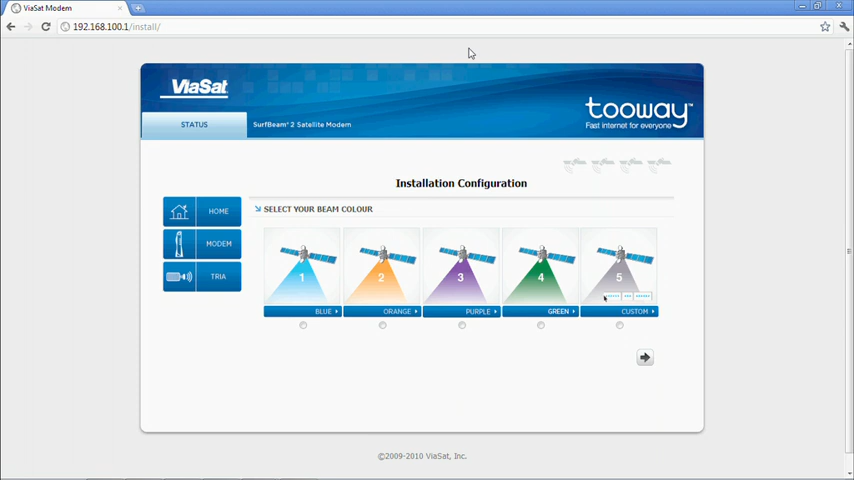 ViaSat Modem
192.168.100.1/install/
ViaSat
tooway™
Fast internet for everyone
STATUS
SurfBeam® 2 Satellite Modem
Installation Configuration
HOME
MODEM
TRIA
SELECT YOUR BEAM COLOUR
1 2 3 4 5
BLUE ORANGE PURPLE GREEN CUSTOM
©2009-2010 ViaSat, Inc.